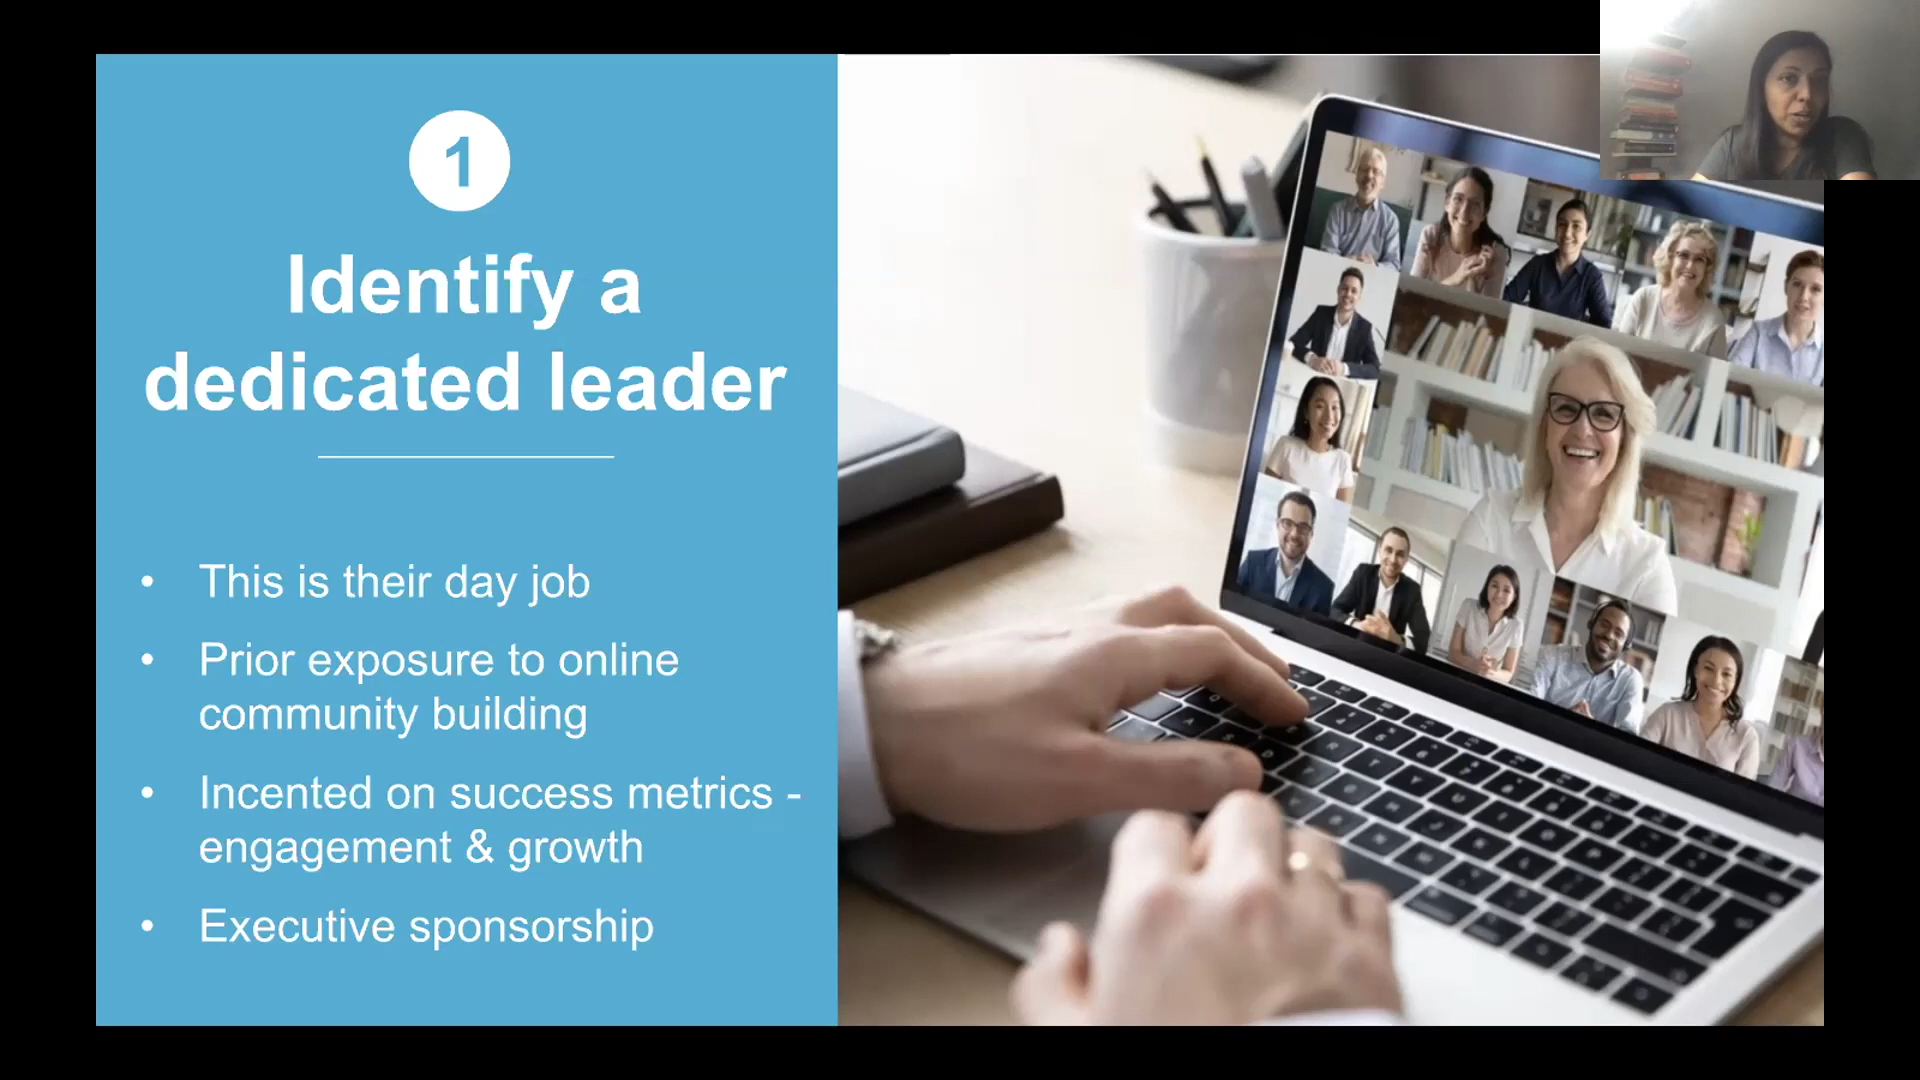 1
Identify a
dedicated leader
• This is their day job
• Prior exposure to online
community building
• Incented on success metrics -
engagement & growth
• Executive sponsorship